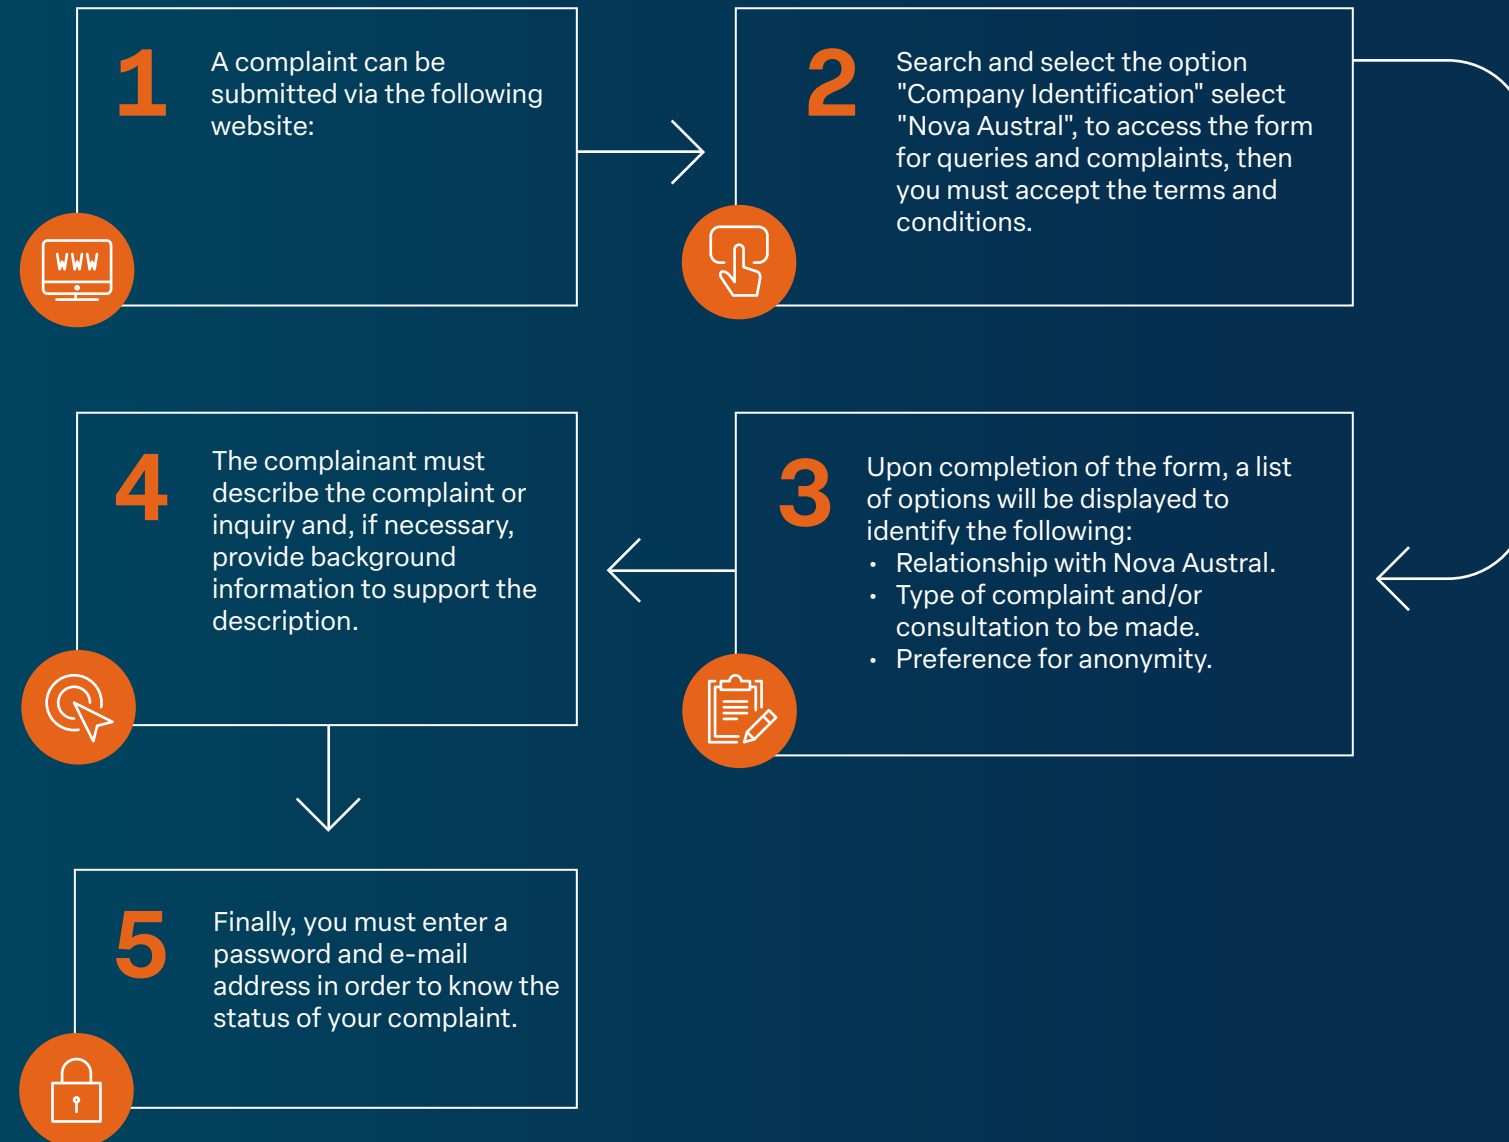 1
A complaint can be
submitted via the following
website:
WWW
2
Search and select the option
"Company Identification" select
"Nova Austral", to access the form
for queries and complaints, then
you must accept the terms and
conditions.
3
Upon completion of the form, a list
of options will be displayed to
identify the following:
• Relationship with Nova Austral.
• Type of complaint and/or
consultation to be made.
• Preference for anonymity.
4
The complainant must
describe the complaint or
inquiry and, if necessary,
provide background
information to support the
description.
5
Finally, you must enter a
password and e-mail
address in order to know the
status of your complaint.